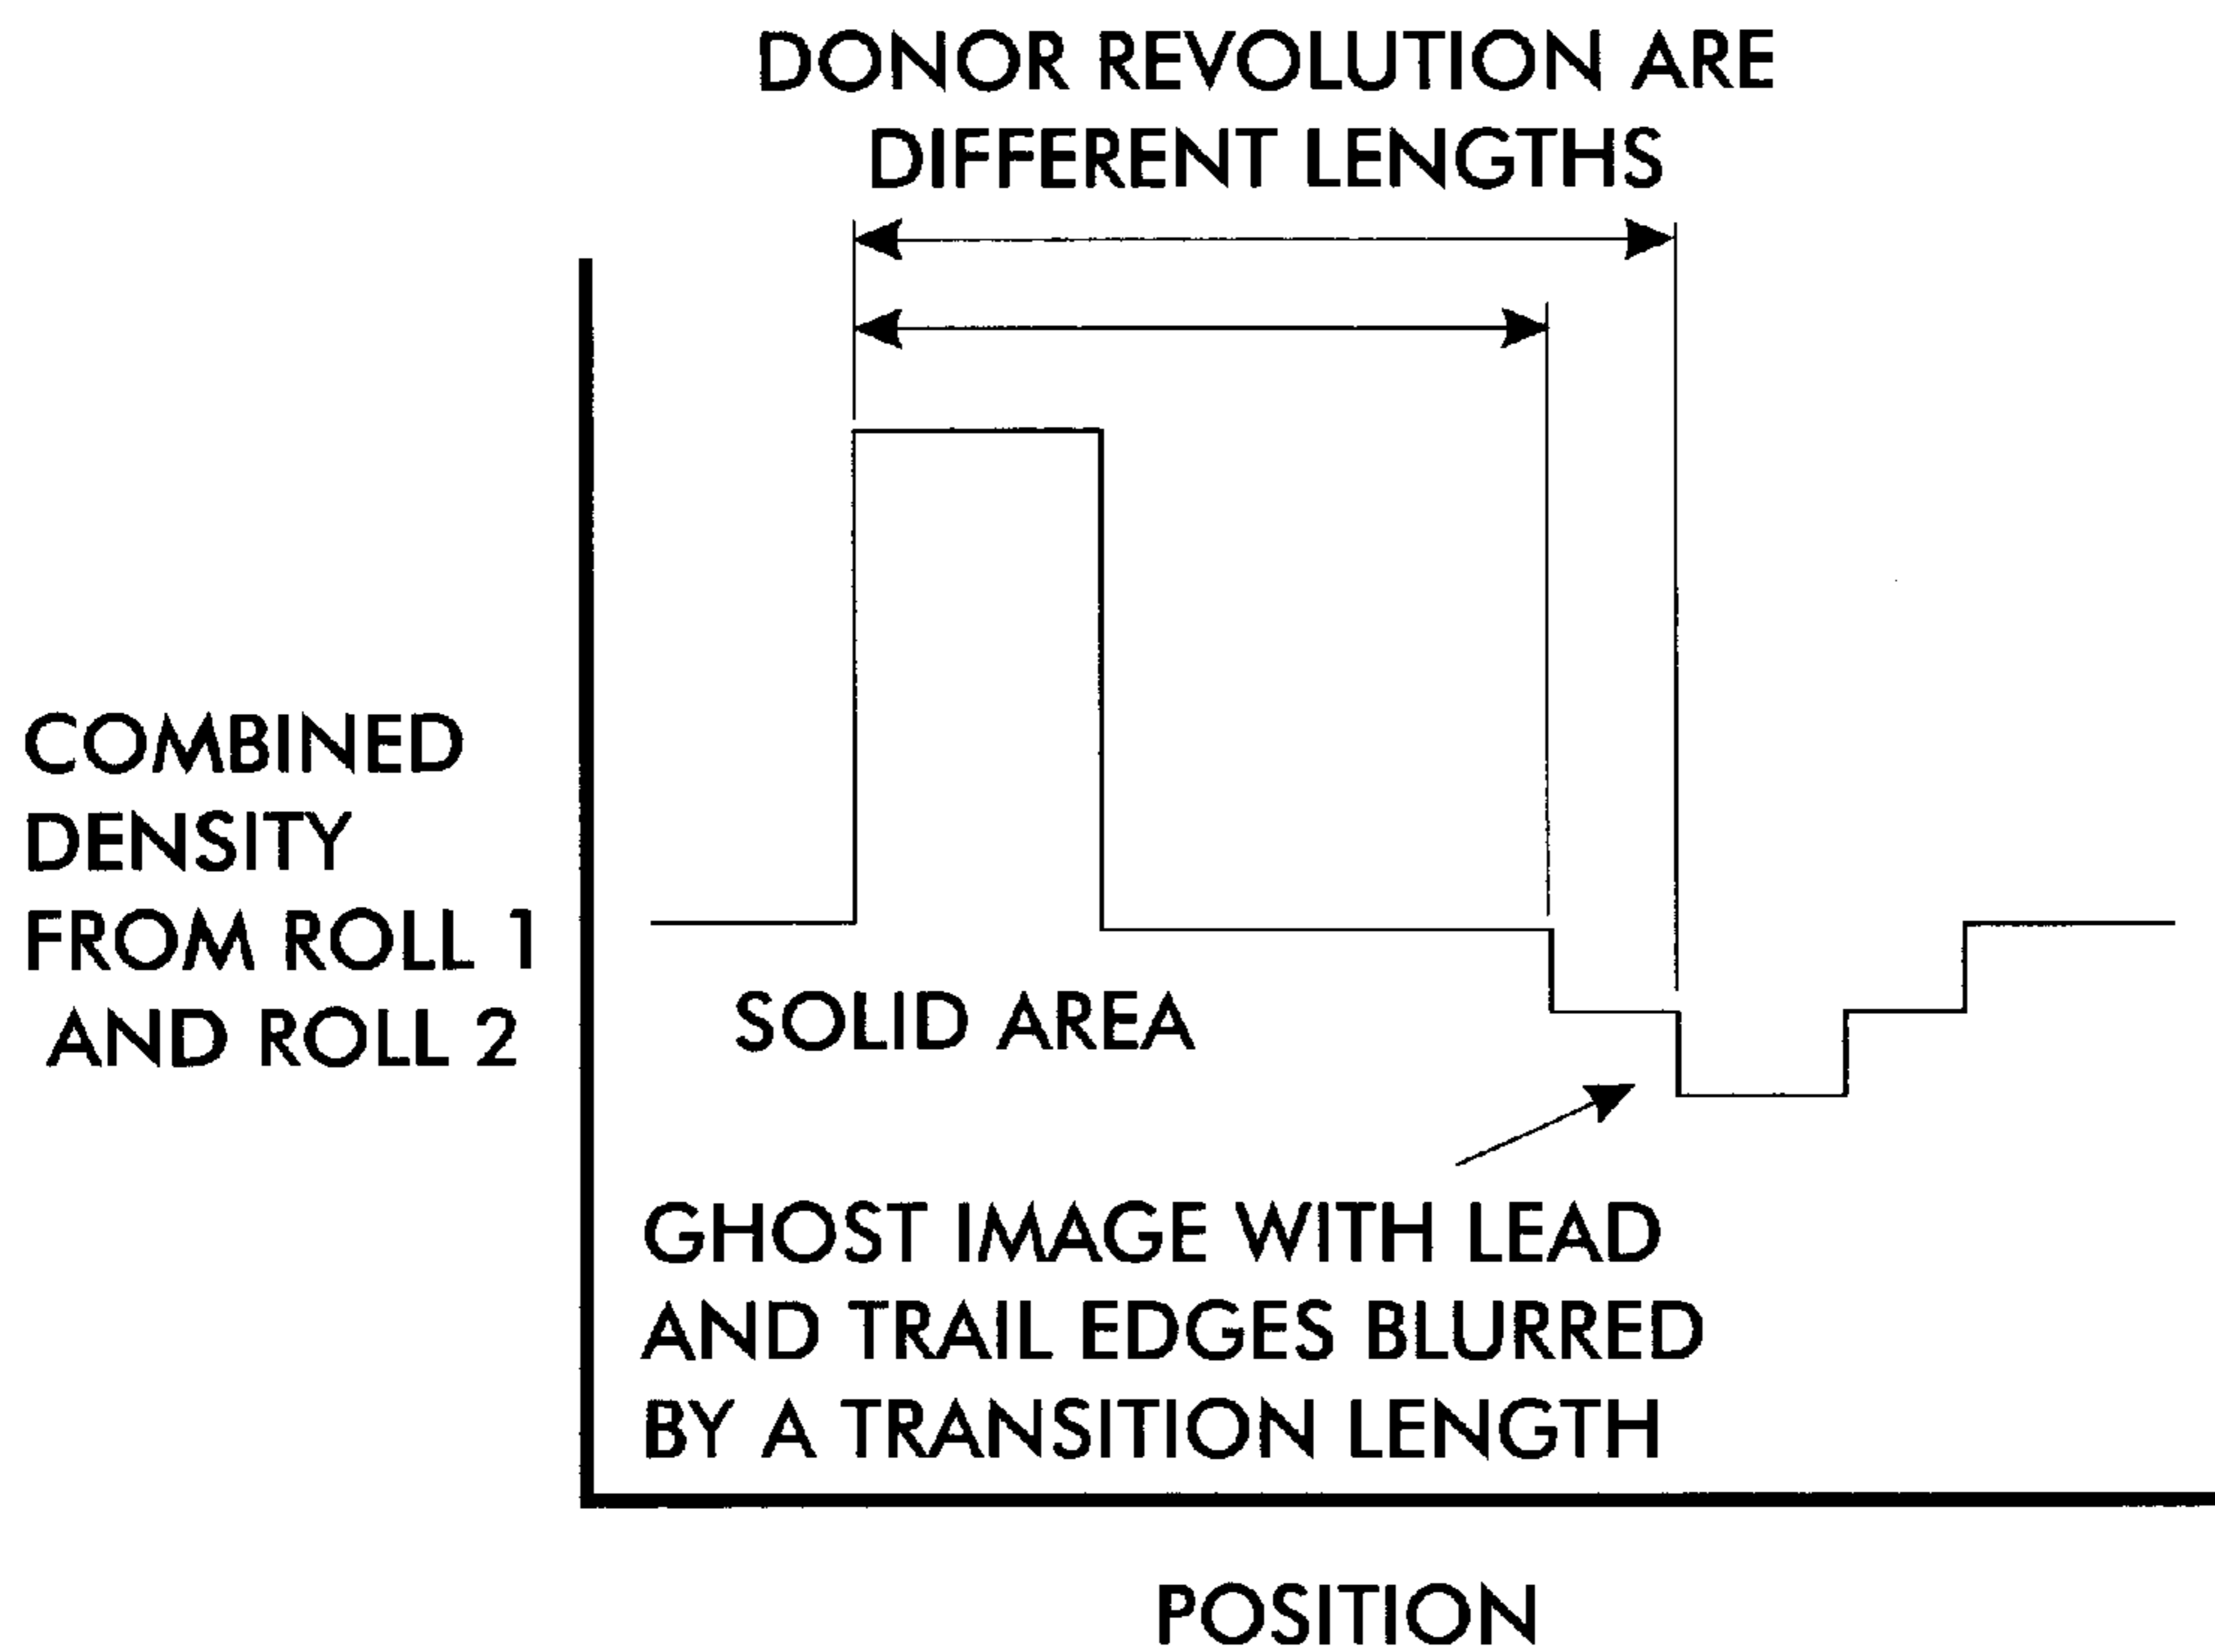 DONOR REVOLUTION ARE
DIFFERENT LENGTHS
COMBINED
DENSITY
FROM ROLL 1
AND ROLL 2
SOLID AREA
GHOST IMAGE WITH LEAD
AND TRAIL EDGES BLURRED
BY A TRANSITION LENGTH
POSITION